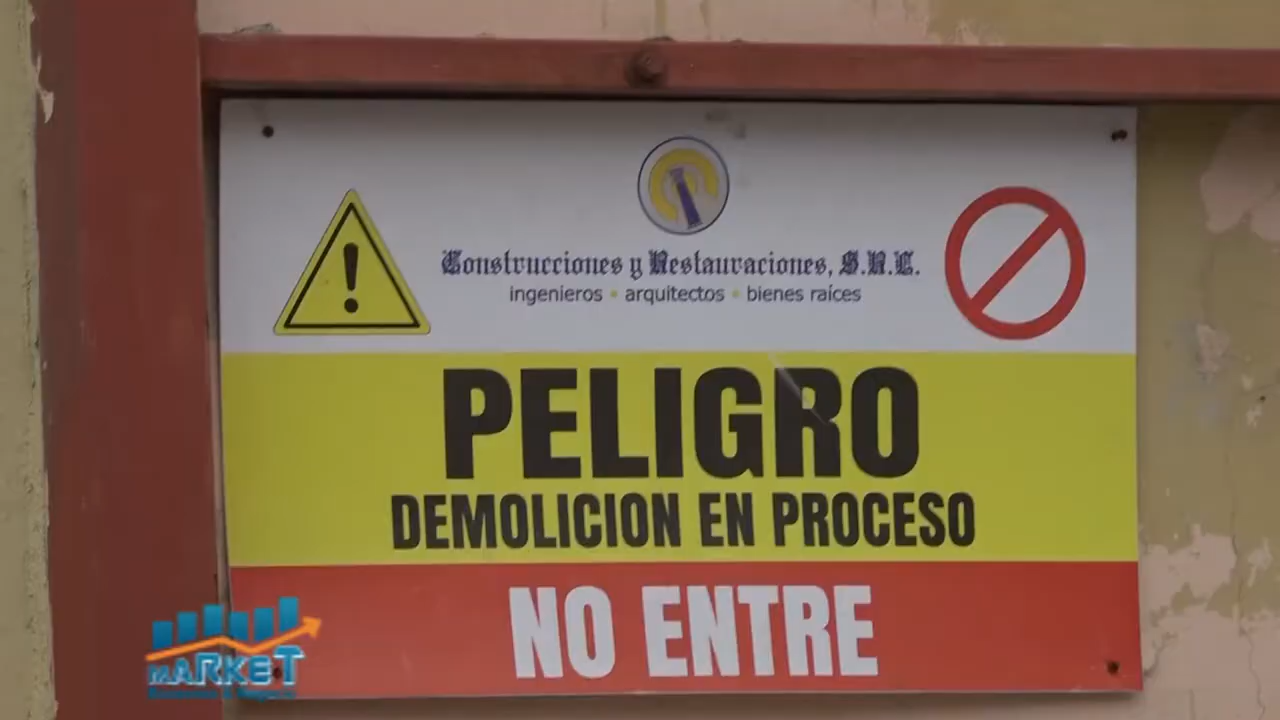 Construcciones y Restauraciones, S.R.L.
ingenieros • arquitectos • bienes raíces
PELIGRO
DEMOLICION EN PROCESO
NO ENTRE
MARKET